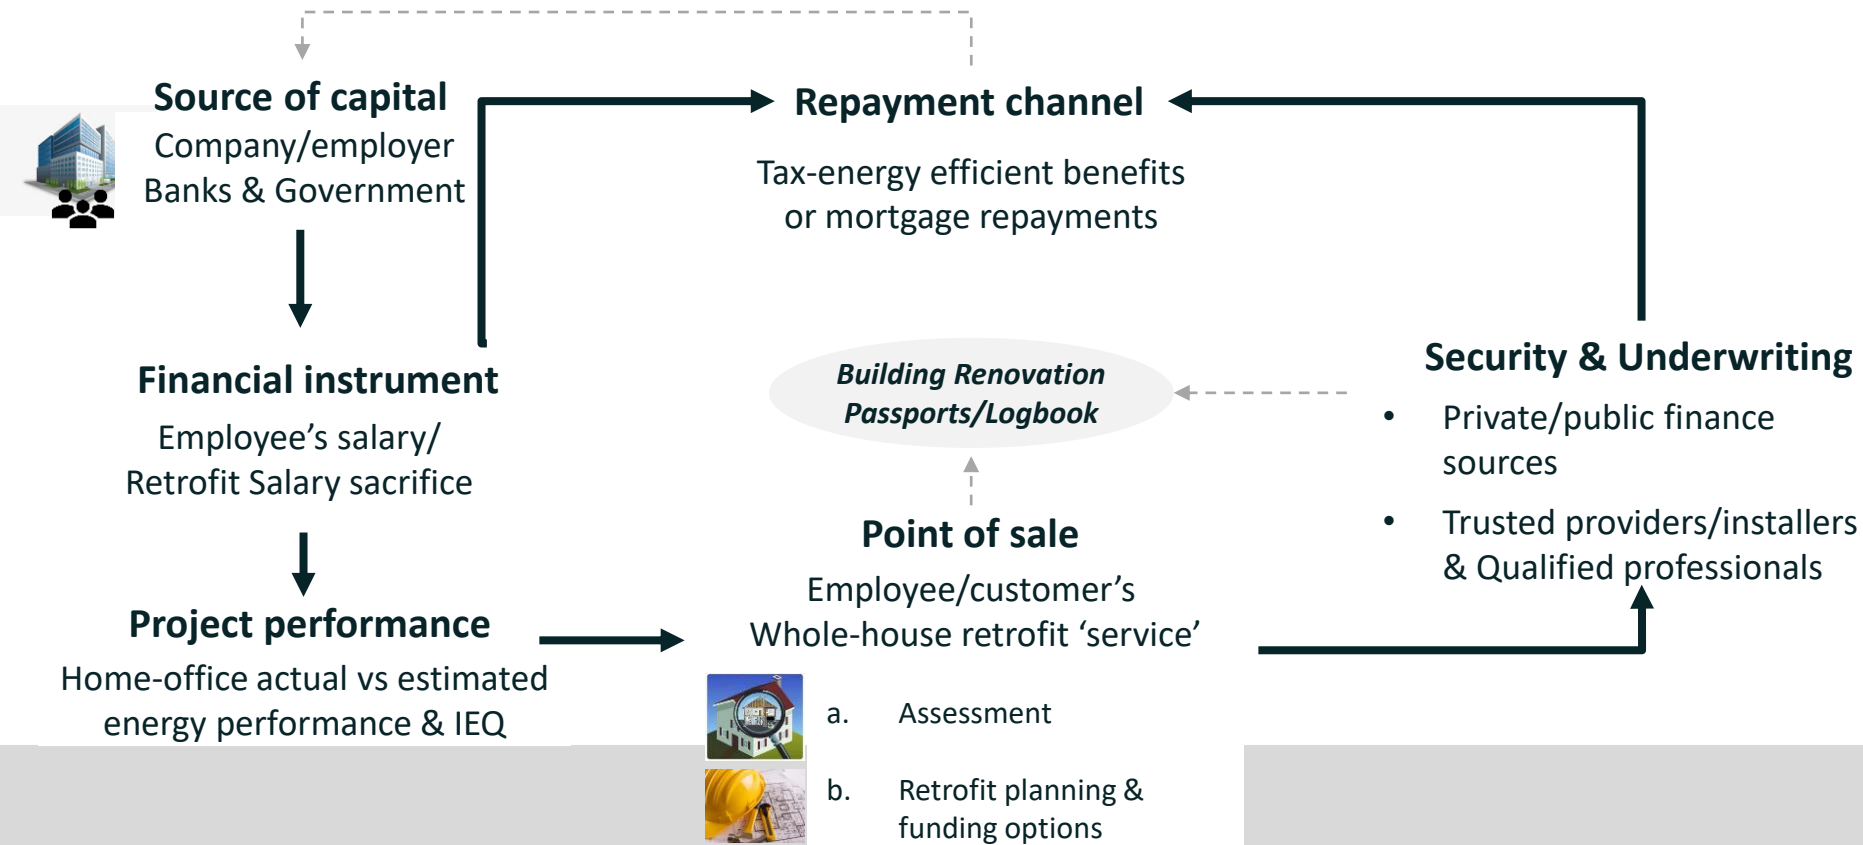 Source of capital
Company/employer
Banks & Government
Repayment channel
Tax-energy efficient benefits
or mortgage repayments
Financial instrument
Employee’s salary/
Retrofit Salary sacrifice
Building Renovation
Passports/Logbook
Security & Underwriting
• Private/public finance
sources
• Trusted providers/installers
& Qualified professionals
Project performance
Home-office actual vs estimated
energy performance & IEQ
Point of sale
Employee/customer’s
Whole-house retrofit ‘service’
a. Assessment
b. Retrofit planning &
funding options